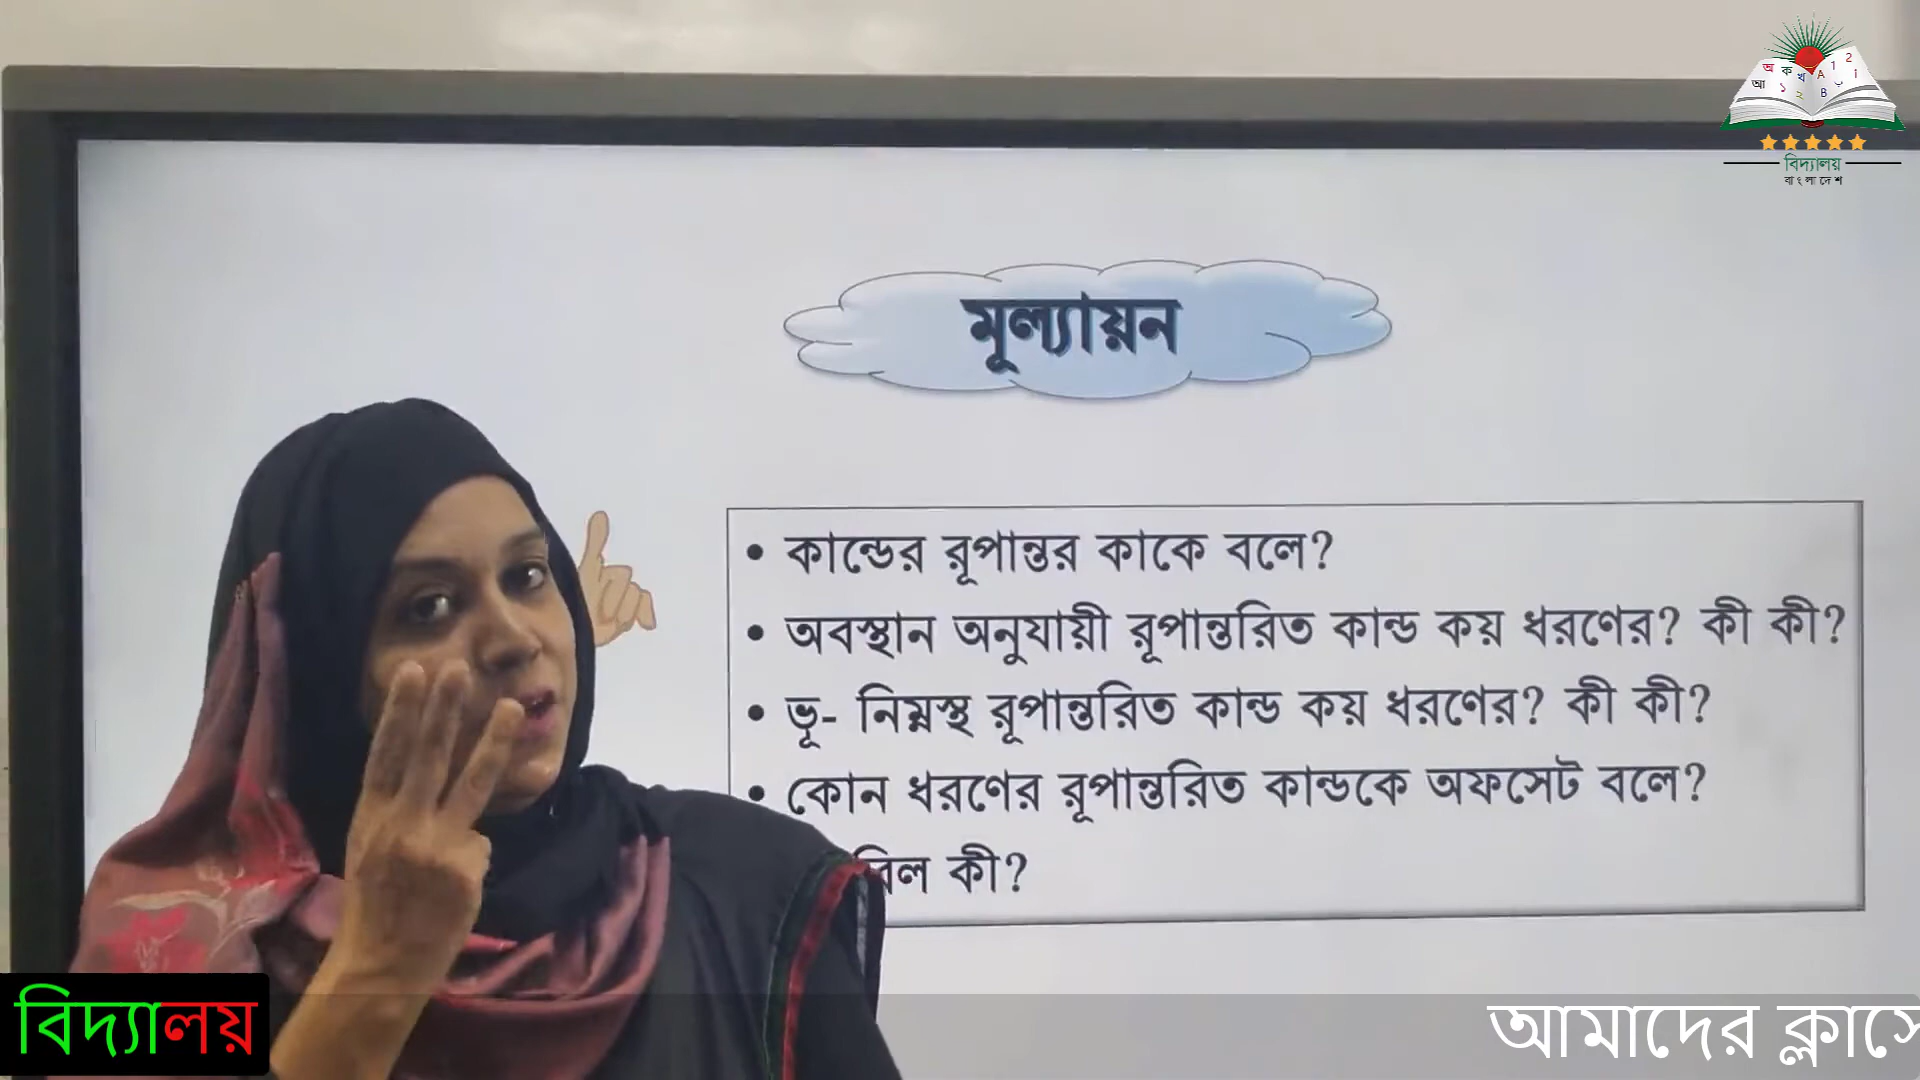 মূল্যায়ন
• কান্ডের রূপান্তর কাকে বলে?
• অবস্থান অনুযায়ী রূপান্তরিত কান্ড কয় ধরণের? কী কী?
• ভূ- নিম্নস্থ রূপান্তরিত কান্ড কয় ধরণের? কী কী?
• কোন ধরণের রূপান্তরিত কান্ডকে অফসেট বলে?
কী?
বিদ্যালয়
বাংলাদেশ
বিদ্যালয়
আমাদের ক্লাসে